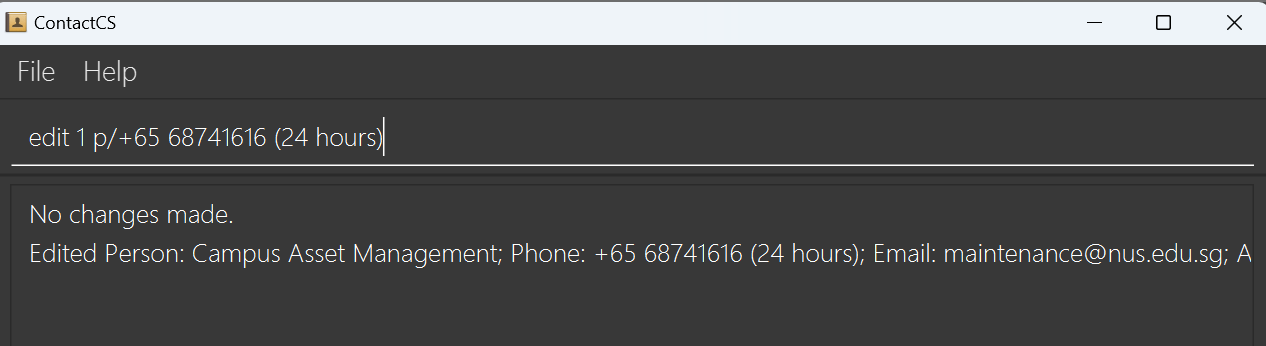 ContactCS
File Help
edit 1 p/+65 68741616 (24 hours)
No changes made.
Edited Person: Campus Asset Management; Phone: +65 68741616 (24 hours); Email: maintenance@nus.edu.sg; A